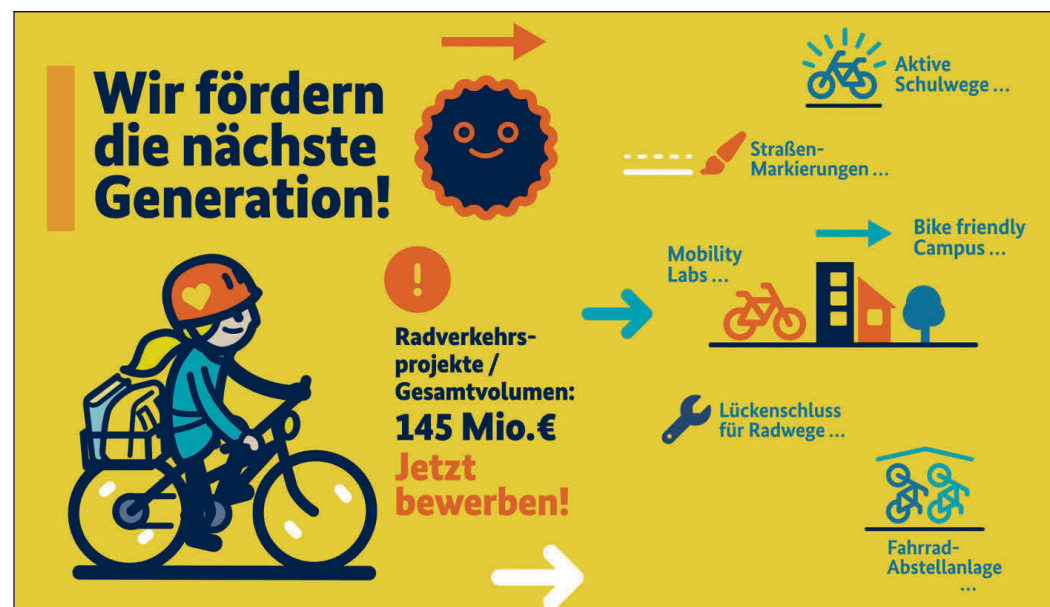 Wir fördern
die nächste
Generation!
Radverkehrs-
projekte /
Gesamtvolumen:
145 Mio.€
Jetzt
bewerben!
Aktive
Schulwege ...
Straßen-
Markierungen ...
Bike friendly
Campus ...
Mobility
Labs ...
Lückenschluss
für Radwege ...
Fahrrad-
Abstellanlage
...